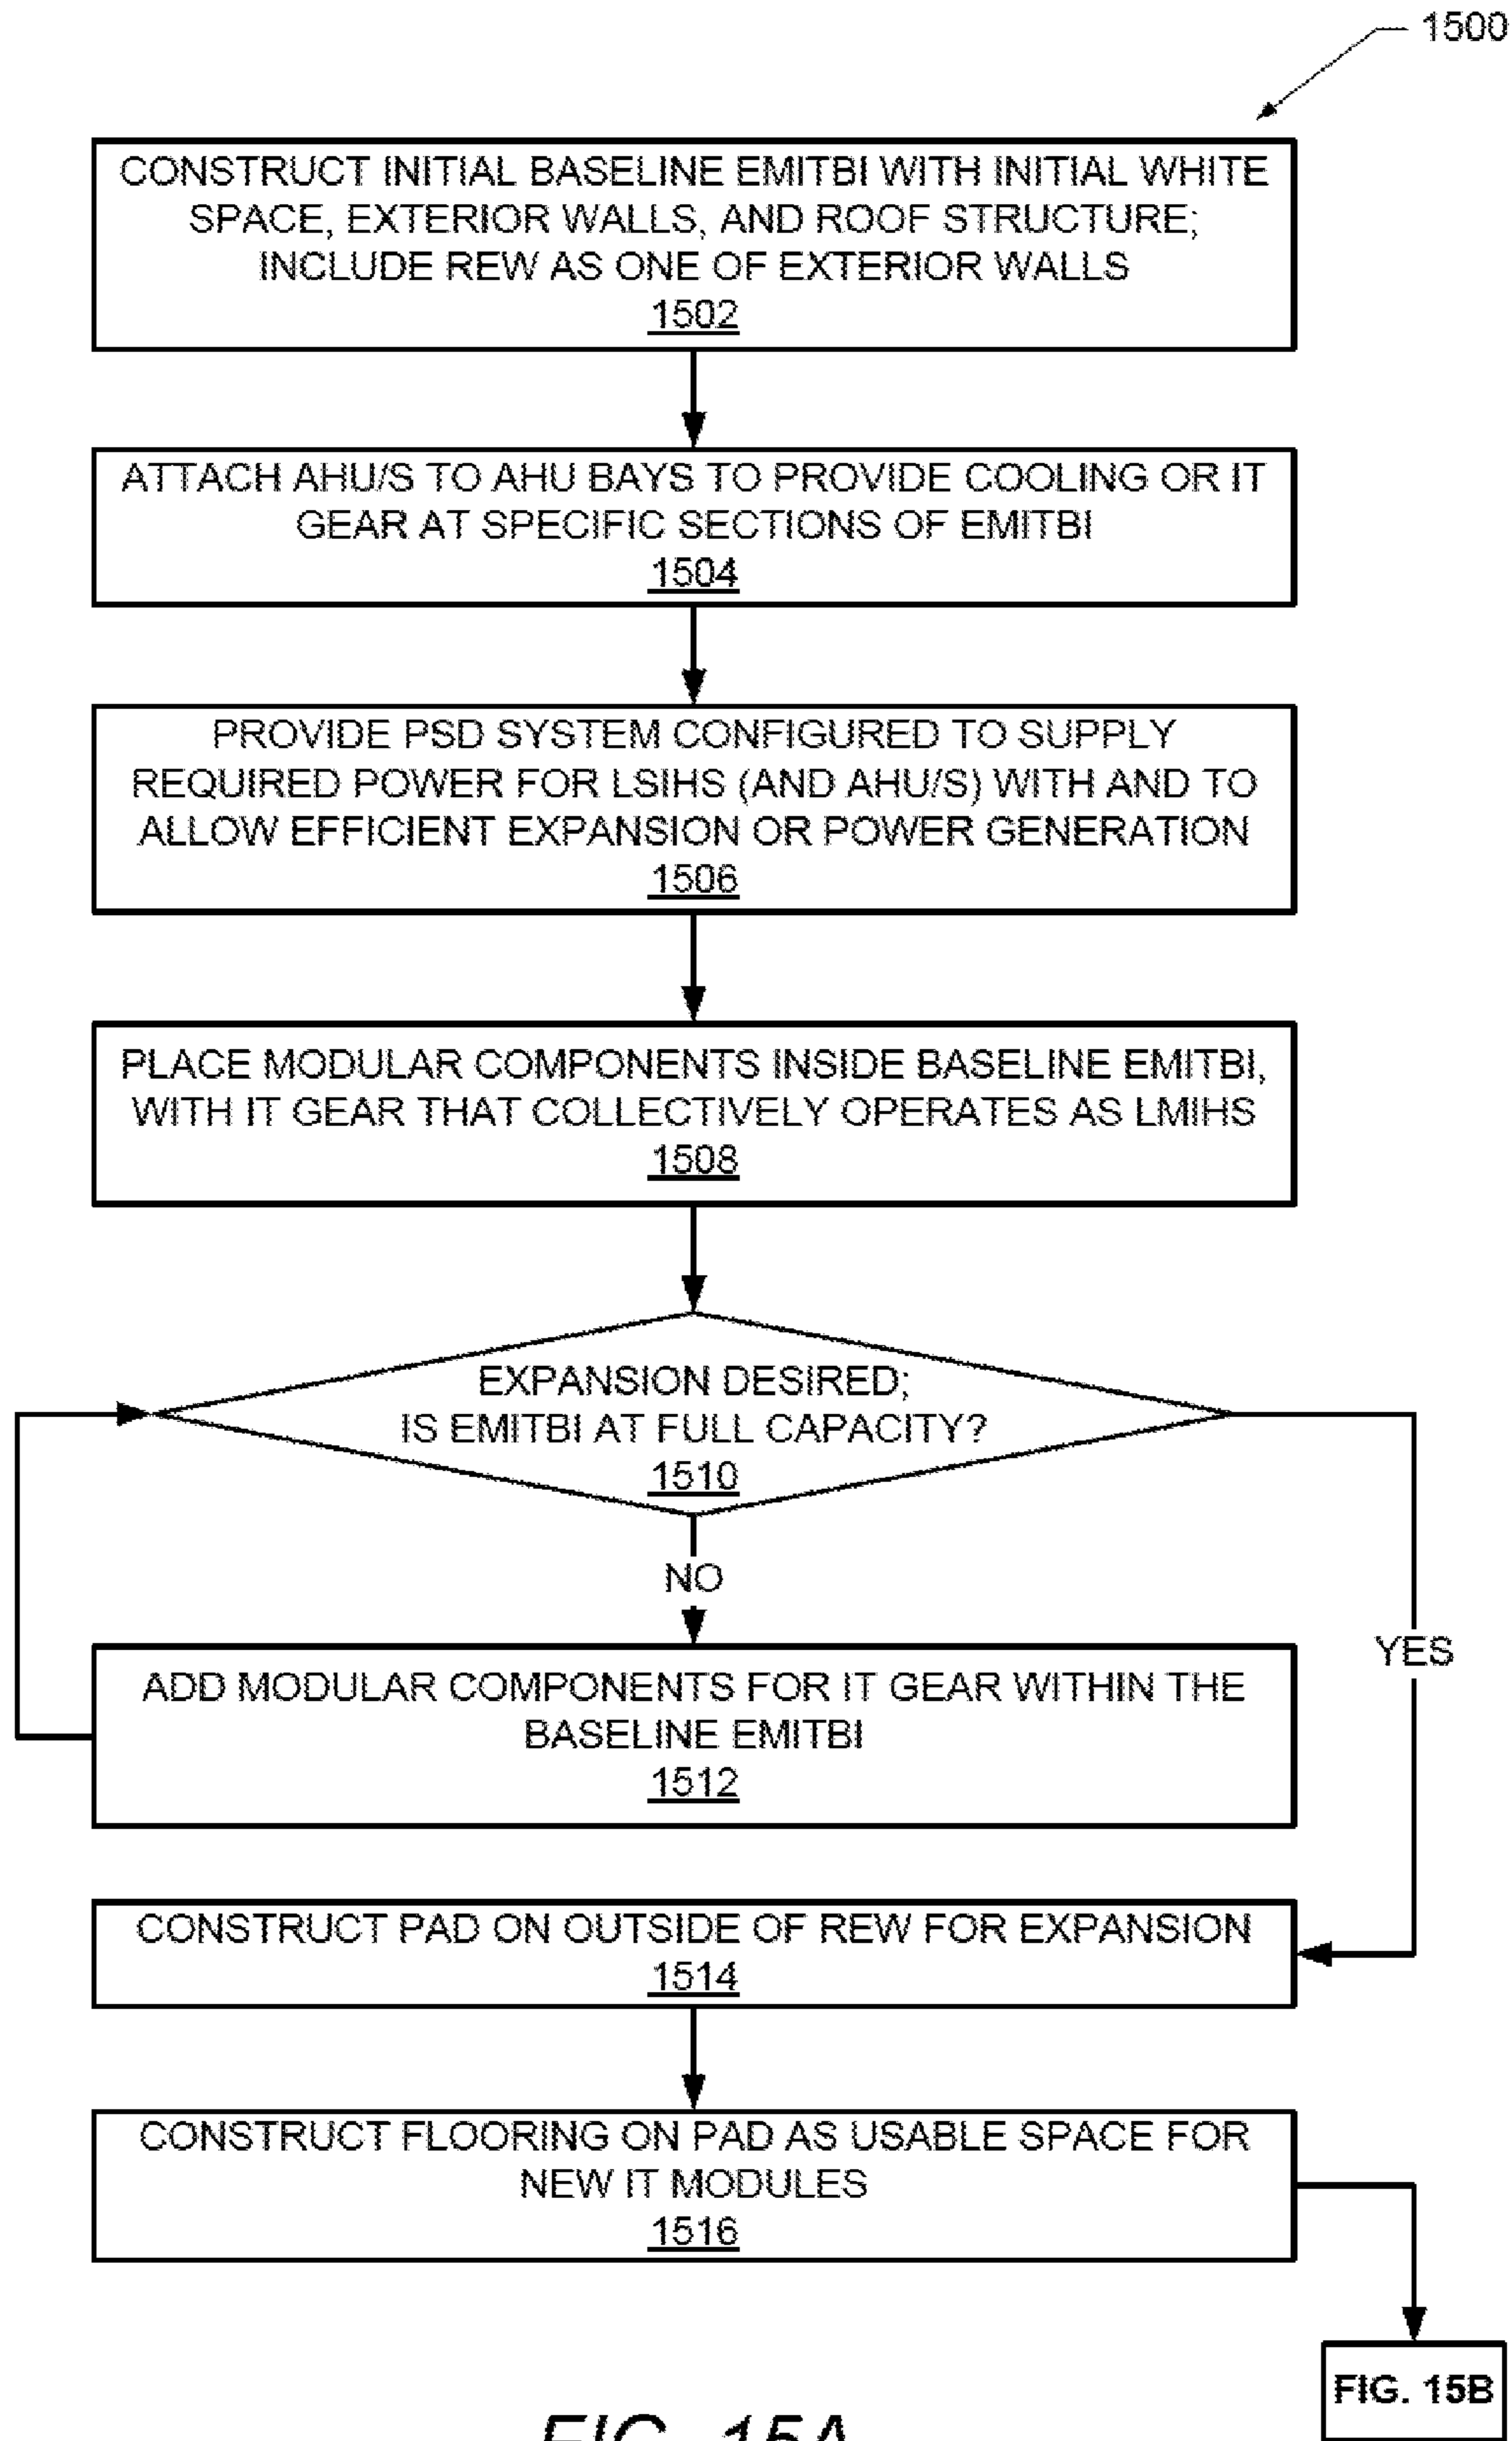 1500
CONSTRUCT INITIAL BASELINE EMITBI WITH INITIAL WHITE
SPACE, EXTERIOR WALLS, AND ROOF STRUCTURE;
INCLUDE REW AS ONE OF EXTERIOR WALLS
1502
ATTACH AHU/S TO AHU BAYS TO PROVIDE COOLING OR IT
GEAR AT SPECIFIC SECTIONS OF EMITBI
1504
PROVIDE PSD SYSTEM CONFIGURED TO SUPPLY
REQUIRED POWER FOR LSIHS (AND AHU/S) WITH AND TO
ALLOW EFFICIENT EXPANSION OR POWER GENERATION
1506
PLACE MODULAR COMPONENTS INSIDE BASELINE EMITBI,
WITH IT GEAR THAT COLLECTIVELY OPERATES AS LMIHS
1508
EXPANSION DESIRED;
IS EMITBI AT FULL CAPACITY?
1510
NO
YES
ADD MODULAR COMPONENTS FOR IT GEAR WITHIN THE
BASELINE EMITBI
1512
CONSTRUCT PAD ON OUTSIDE OF REW FOR EXPANSION
1514
CONSTRUCT FLOORING ON PAD AS USABLE SPACE FOR
NEW IT MODULES
1516
FIG. 15B
FIG. 15A